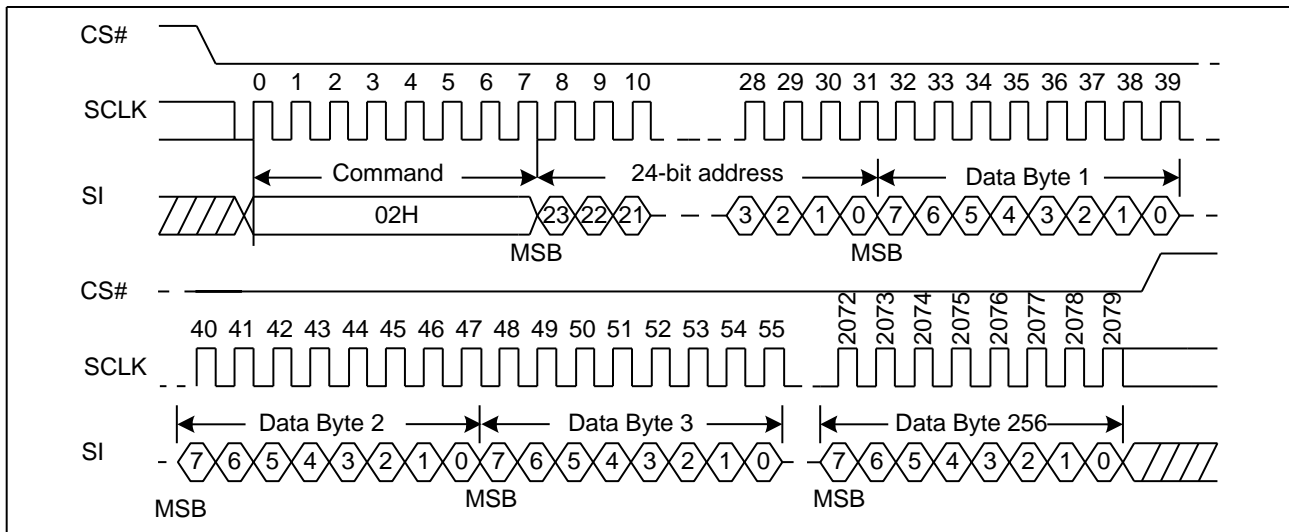 CS#
0 1 2 3 4 5 6 7 8 9 10 28 29 30 31 32 33 34 35 36 37 38 39
SCLK
Command 24-bit address Data Byte 1
SI
02H 23 22 21 3 2 1 0 7 6 5 4 3 2 1 0
MSB MSB
CS#
40 41 42 43 44 45 46 47 48 49 50 51 52 53 54 55 2072 2073 2074 2075 2076 2077 2078 2079
SCLK
Data Byte 2 Data Byte 3 Data Byte 256
SI
7 6 5 4 3 2 1 0 7 6 5 4 3 2 1 0 7 6 5 4 3 2 1 0
MSB MSB MSB